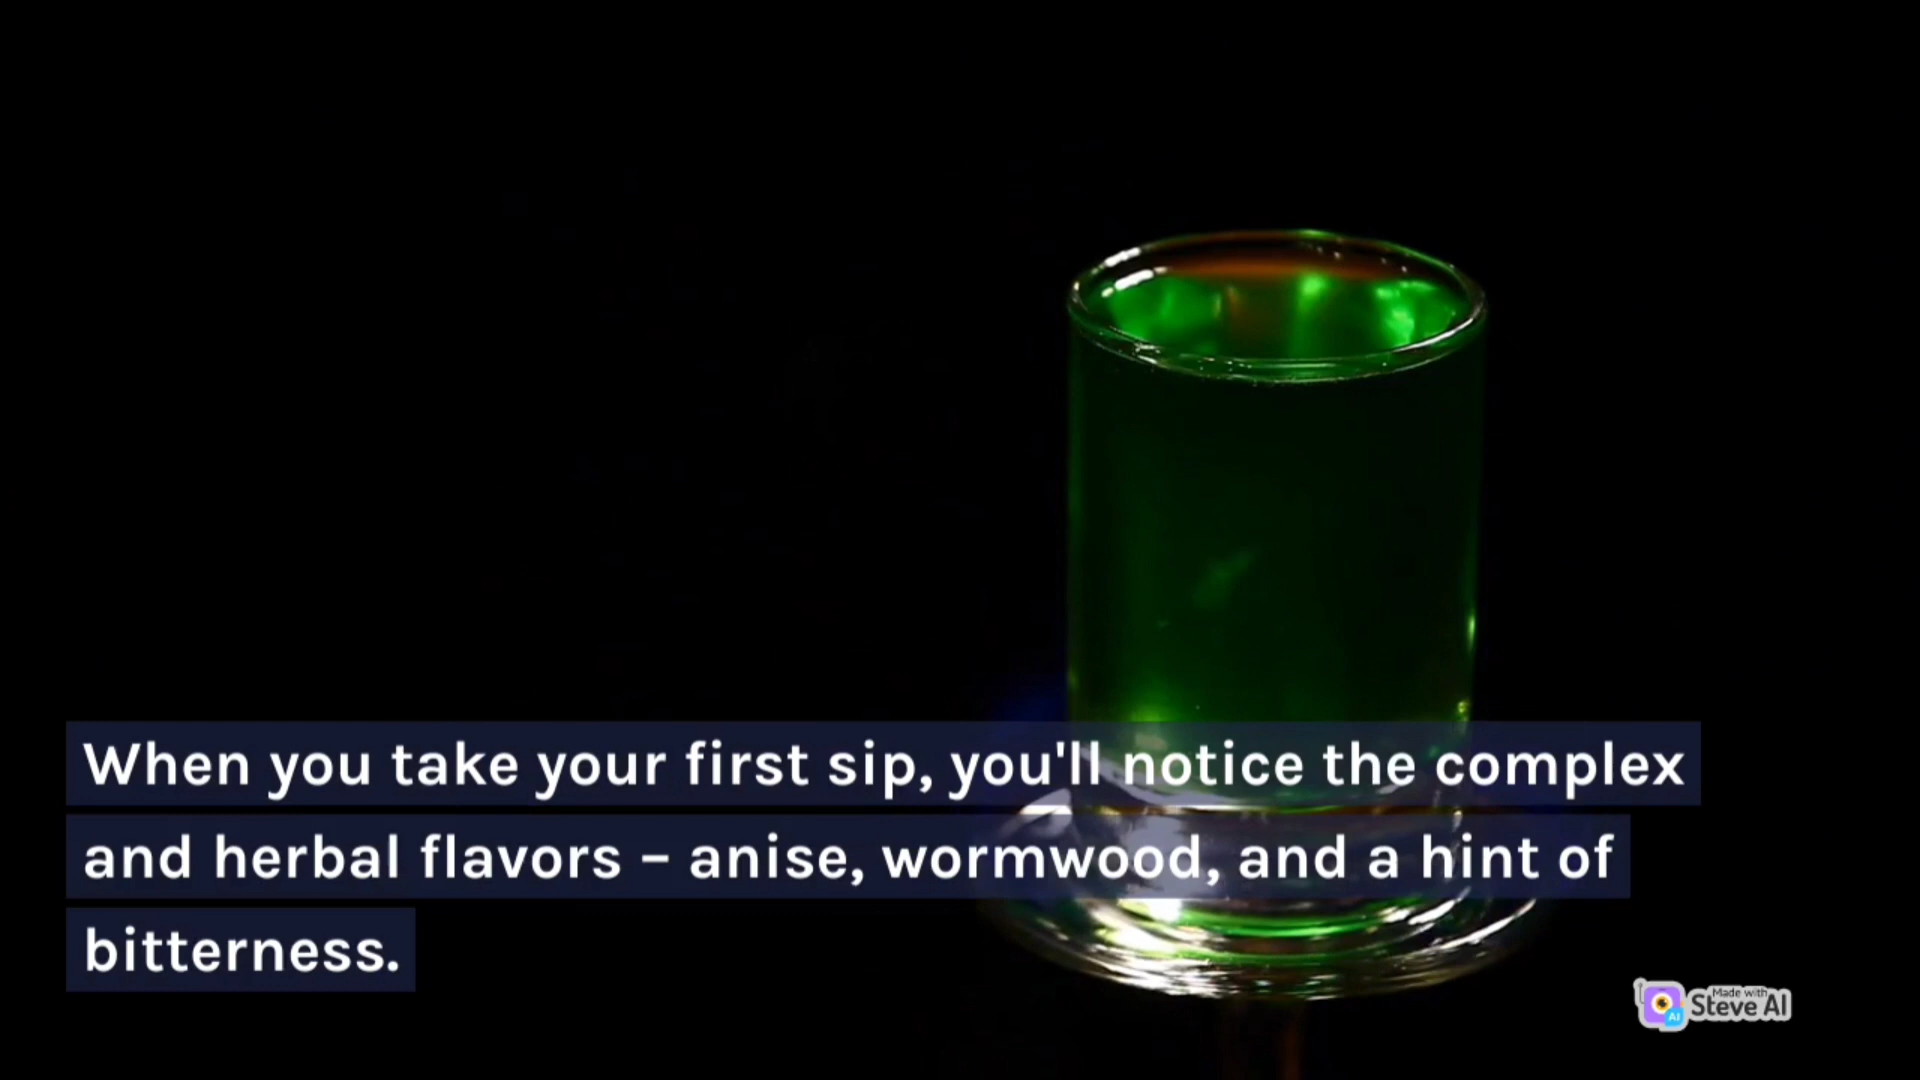 When you take your first sip, you'll notice the complex
and herbal flavors – anise, wormwood, and a hint of
bitterness.
Made with
Steve AI
AI